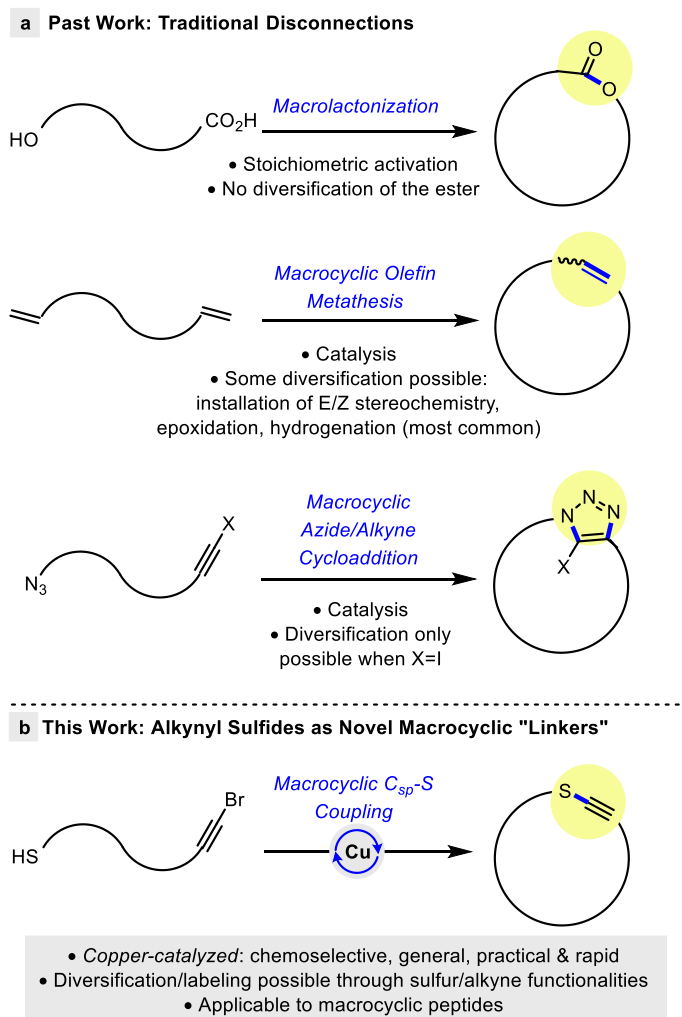 a Past Work: Traditional Disconnections
HO
CO2H
Macrolactonization
O
O
• Stoichiometric activation
• No diversification of the ester
Macrocyclic Olefin
Metathesis
• Catalysis
• Some diversification possible:
installation of E/Z stereochemistry,
epoxidation, hydrogenation (most common)
N3
X
Macrocyclic
Azide/Alkyne
Cycloaddition
N
N
N
X
• Catalysis
• Diversification only
possible when X=I
b This Work: Alkynyl Sulfides as Novel Macrocyclic "Linkers"
HS
Br
Macrocyclic Csp-S
Coupling
Cu
S
• Copper-catalyzed: chemoselective, general, practical & rapid
• Diversification/labeling possible through sulfur/alkyne functionalities
• Applicable to macrocyclic peptides